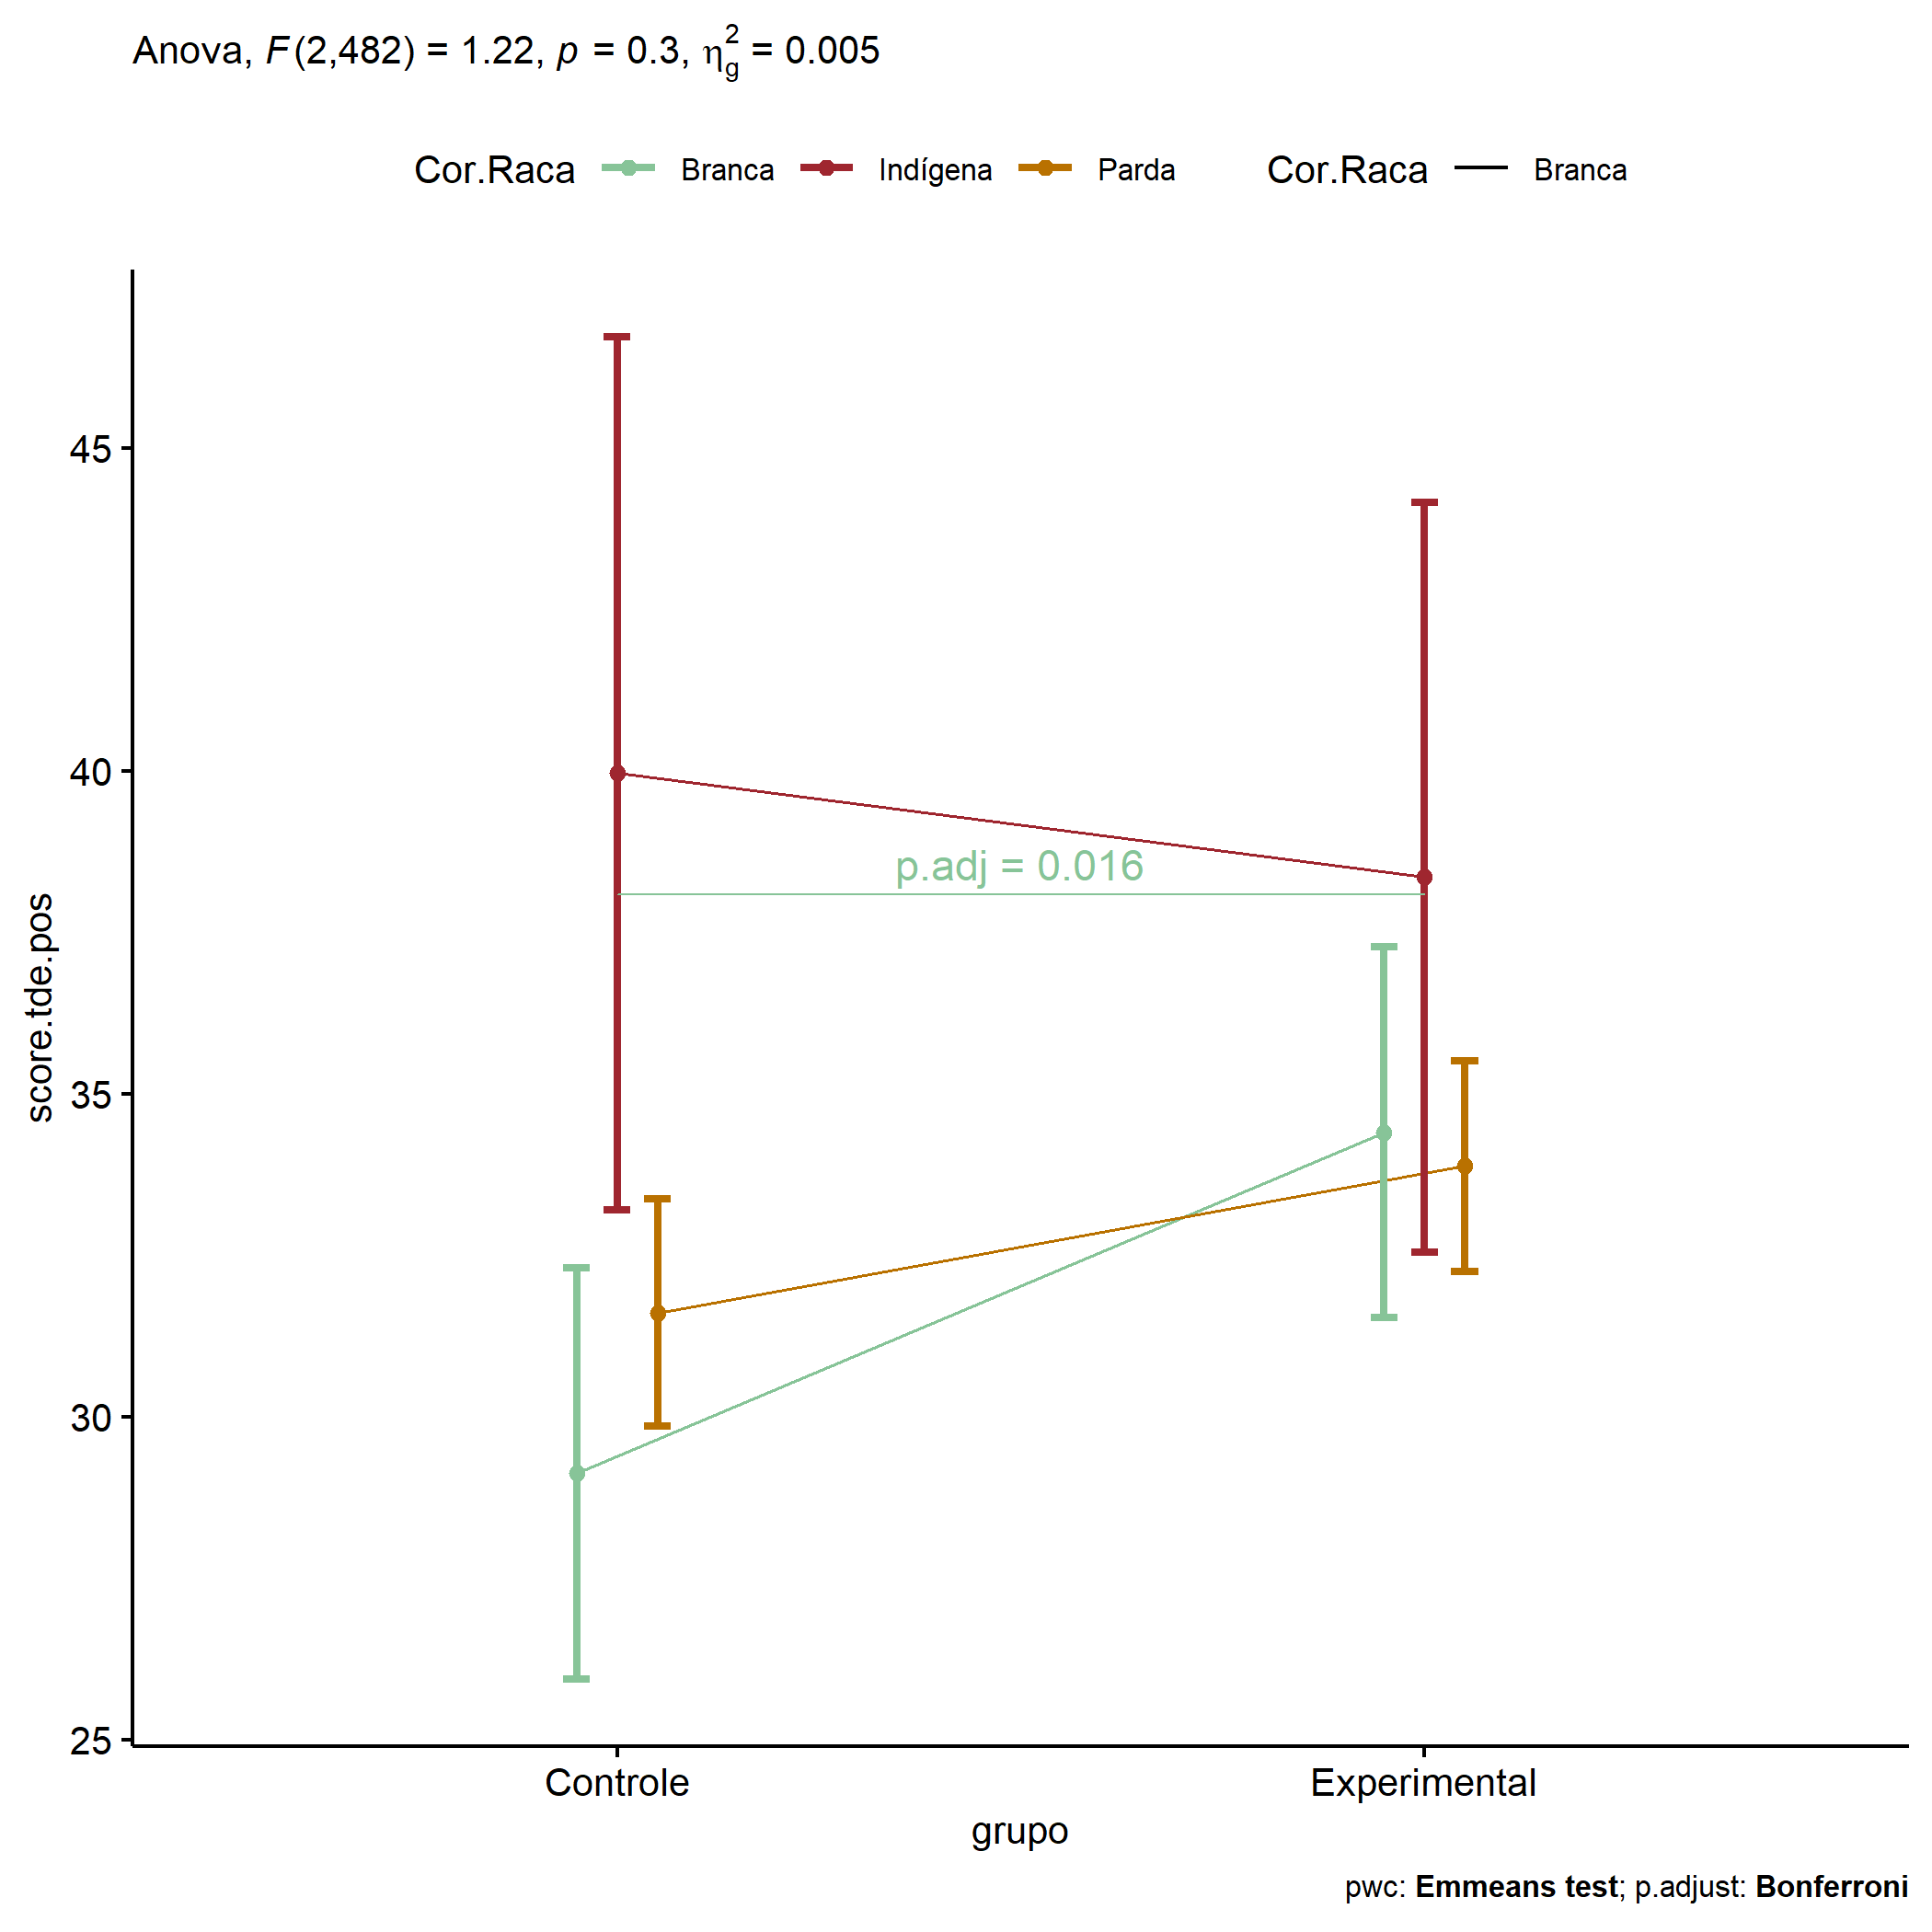 Anova, F(2,482) = 1.22, p = 0.3, η²g = 0.005
Cor.Raca Branca Indígena Parda Cor.Raca Branca
45
40
35
30
25
score.tde.pos
p.adj = 0.016
Controle Experimental
grupo
pwc: Emmeans test; p.adjust: Bonferroni